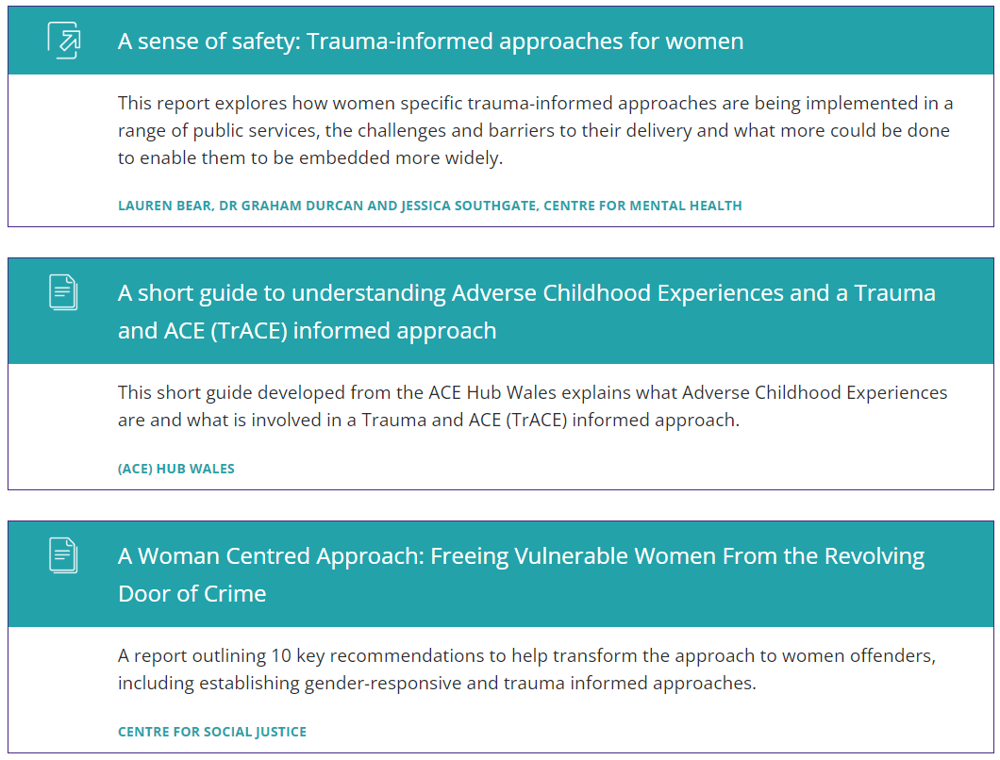 A sense of safety: Trauma-informed approaches for women
This report explores how women specific trauma-informed approaches are being implemented in a
range of public services, the challenges and barriers to their delivery and what more could be done
to enable them to be embedded more widely.
LAUREN BEAR, DR GRAHAM DURCAN AND JESSICA SOUTHGATE, CENTRE FOR MENTAL HEALTH
A short guide to understanding Adverse Childhood Experiences and a Trauma
and ACE (TrACE) informed approach
This short guide developed from the ACE Hub Wales explains what Adverse Childhood Experiences
are and what is involved in a Trauma and ACE (TrACE) informed approach.
(ACE) HUB WALES
A Woman Centred Approach: Freeing Vulnerable Women From the Revolving
Door of Crime
A report outlining 10 key recommendations to help transform the approach to women offenders,
including establishing gender-responsive and trauma informed approaches.
CENTRE FOR SOCIAL JUSTICE